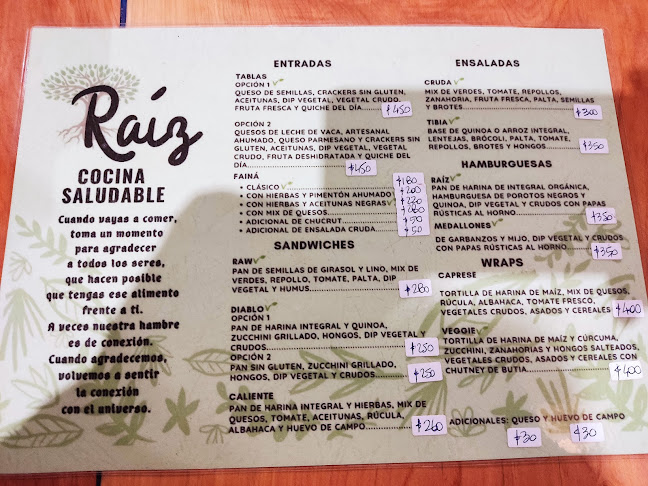 Raíz
COCINA
SALUDABLE
Cuando vayas a comer,
toma un momento
para agradecer
a todos los seres,
que hacen posible
que tengas ese alimento
frente a ti.
A veces nuestra hambre
es de conexión.
Cuando agradecemos,
volvemos a sentir
la conexión
con el universo.
ENTRADAS
TABLAS
OPCIÓN 1
QUESO DE SEMILLAS, CRACKERS SIN GLUTEN,
ACEITUNAS, DIP VEGETAL, VEGETAL CRUDO,
FRUTA FRESCA Y QUICHE DEL DÍA $450
OPCIÓN 2
QUESOS DE LECHE DE VACA, ARTESANAL
AHUMADO, QUESO PARMESANO Y CRACKERS SIN
GLUTEN, ACEITUNAS, DIP VEGETAL, VEGETAL
CRUDO, FRUTA DESHIDRATADA Y QUICHE DEL
DÍA $450
FAINÁ
• CLÁSICO $180
• CON HIERBAS Y PIMENTÓN AHUMADO $200
• CON HIERBAS Y ACEITUNAS NEGRAS $220
• CON MIX DE QUESOS
• ADICIONAL DE CHUCRUT $50
• ADICIONAL DE ENSALADA CRUDA $50
SANDWICHES
RAW
PAN DE SEMILLAS DE GIRASOL Y LINO, MIX DE
VERDES, REPOLLO, TOMATE, PALTA, DIP
VEGETAL Y HUMUS $280
DIABLO
OPCIÓN 1
PAN DE HARINA INTEGRAL Y QUINOA,
ZUCCHINI GRILLADO, HONGOS, DIP VEGETAL Y
CRUDOS $250
OPCIÓN 2
PAN SIN GLUTEN, ZUCCHINI GRILLADO,
HONGOS, DIP VEGETAL Y CRUDOS $250
CALIENTE
PAN DE HARINA INTEGRAL Y HIERBAS, MIX DE
QUESOS, TOMATE, ACEITUNAS, RÚCULA,
ALBAHACA Y HUEVO DE CAMPO $260
ENSALADAS
CRUDA
MIX DE VERDES, TOMATE, REPOLLOS,
ZANAHORIA, FRUTA FRESCA, PALTA, SEMILLAS
Y BROTES $300
TIBIA
BASE DE QUINOA O ARROZ INTEGRAL,
LENTEJAS, BRÓCOLI, PALTA, TOMATE,
REPOLLOS, BROTES Y HONGOS $350
HAMBURGUESAS
RAÍZ
PAN DE HARINA DE INTEGRAL ORGÁNICA,
HAMBURGUESA DE POROTOS NEGROS Y
QUINOA, DIP VEGETAL Y CRUDOS CON PAPAS
RÚSTICAS AL HORNO $350
MEDALLONES
DE GARBANZOS Y MIJO, DIP VEGETAL Y CRUDOS
CON PAPAS RÚSTICAS AL HORNO $350
WRAPS
CAPRESE
TORTILLA DE HARINA DE MAÍZ, MIX DE QUESOS,
RÚCULA, ALBAHACA, TOMATE FRESCO,
VEGETALES CRUDOS, ASADOS Y CEREALES $400
VEGGIE
TORTILLA DE HARINA DE MAÍZ Y CÚRCUMA,
ZUCCHINI, ZANAHORIAS Y HONGOS SALTEADOS,
VEGETALES CRUDOS, ASADOS Y CEREALES CON
CHUTNEY DE BUTIA $400
ADICIONALES: QUESO Y HUEVO DE CAMPO
$30 $30